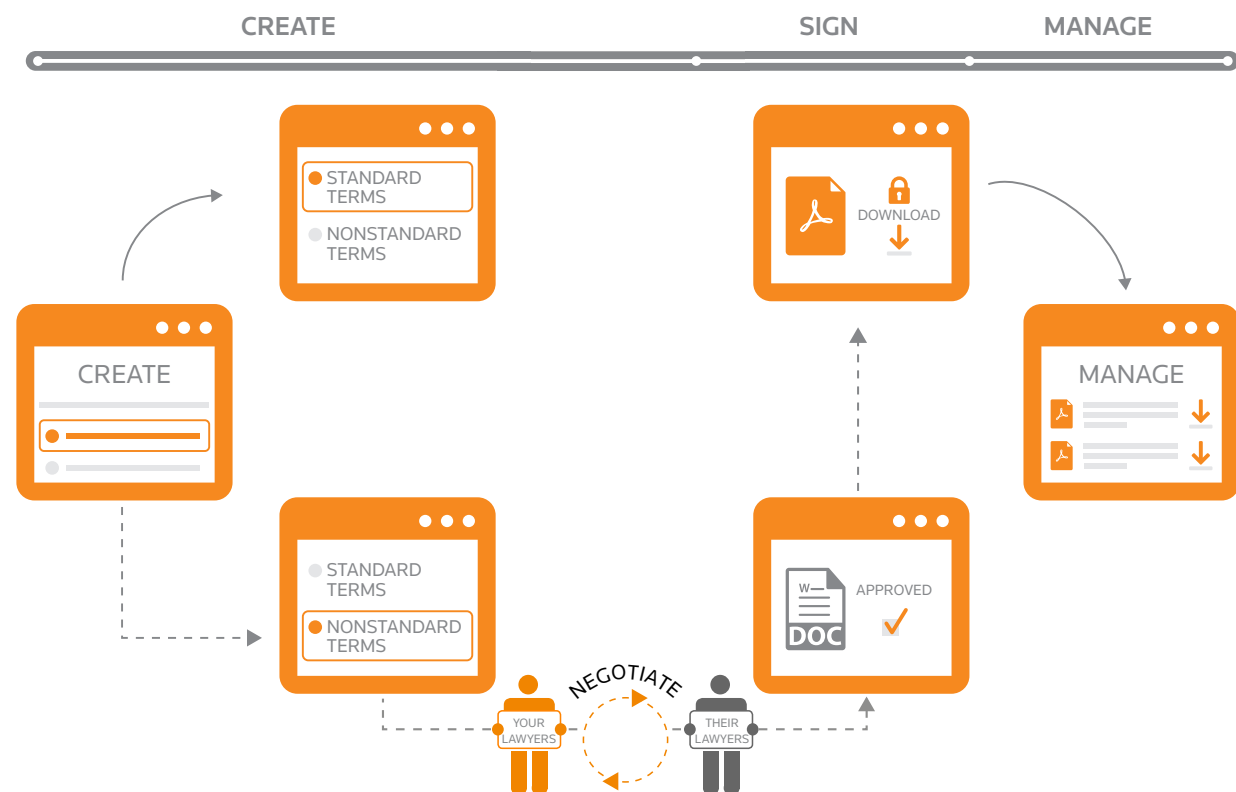 CREATE
SIGN
MANAGE
STANDARD
TERMS
NONSTANDARD
TERMS
DOWNLOAD
CREATE
MANAGE
STANDARD
TERMS
NONSTANDARD
TERMS
W
DOC
APPROVED
NEGOTIATE
YOUR
LAWYERS
THEIR
LAWYERS